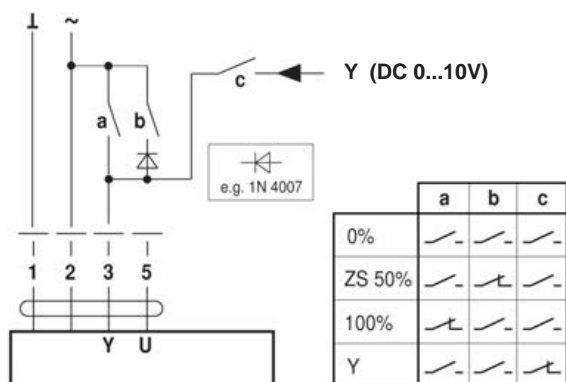 ⊥ ~
Y (DC 0...10V)
c
a b
e.g. 1N 4007
1 2 3 5
Y U
a b c
0%
ZS 50%
100%
Y